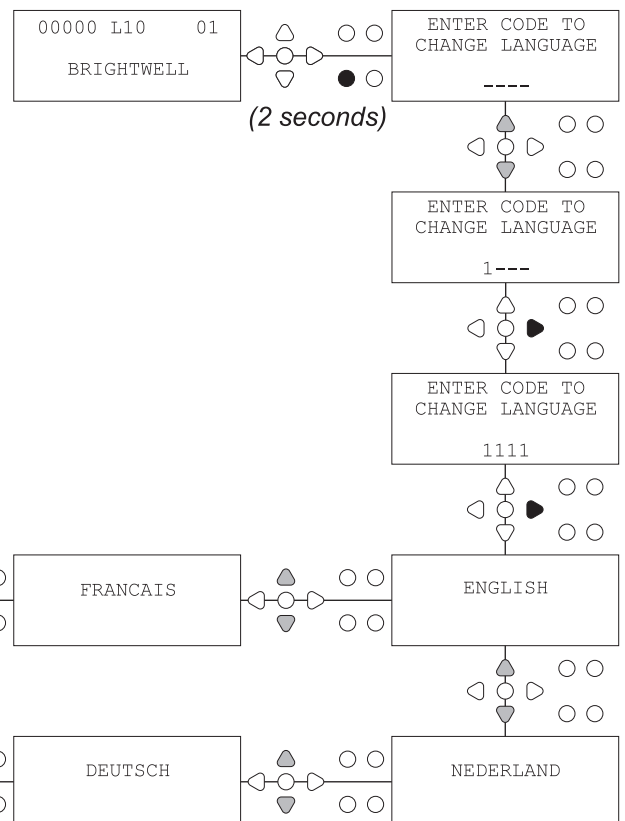 00000 L10 01
BRIGHTWELL
(2 seconds)
ENTER CODE TO
CHANGE LANGUAGE
----
ENTER CODE TO
CHANGE LANGUAGE
1---
ENTER CODE TO
CHANGE LANGUAGE
1111
FRANCAIS
ENGLISH
DEUTSCH
NEDERLAND